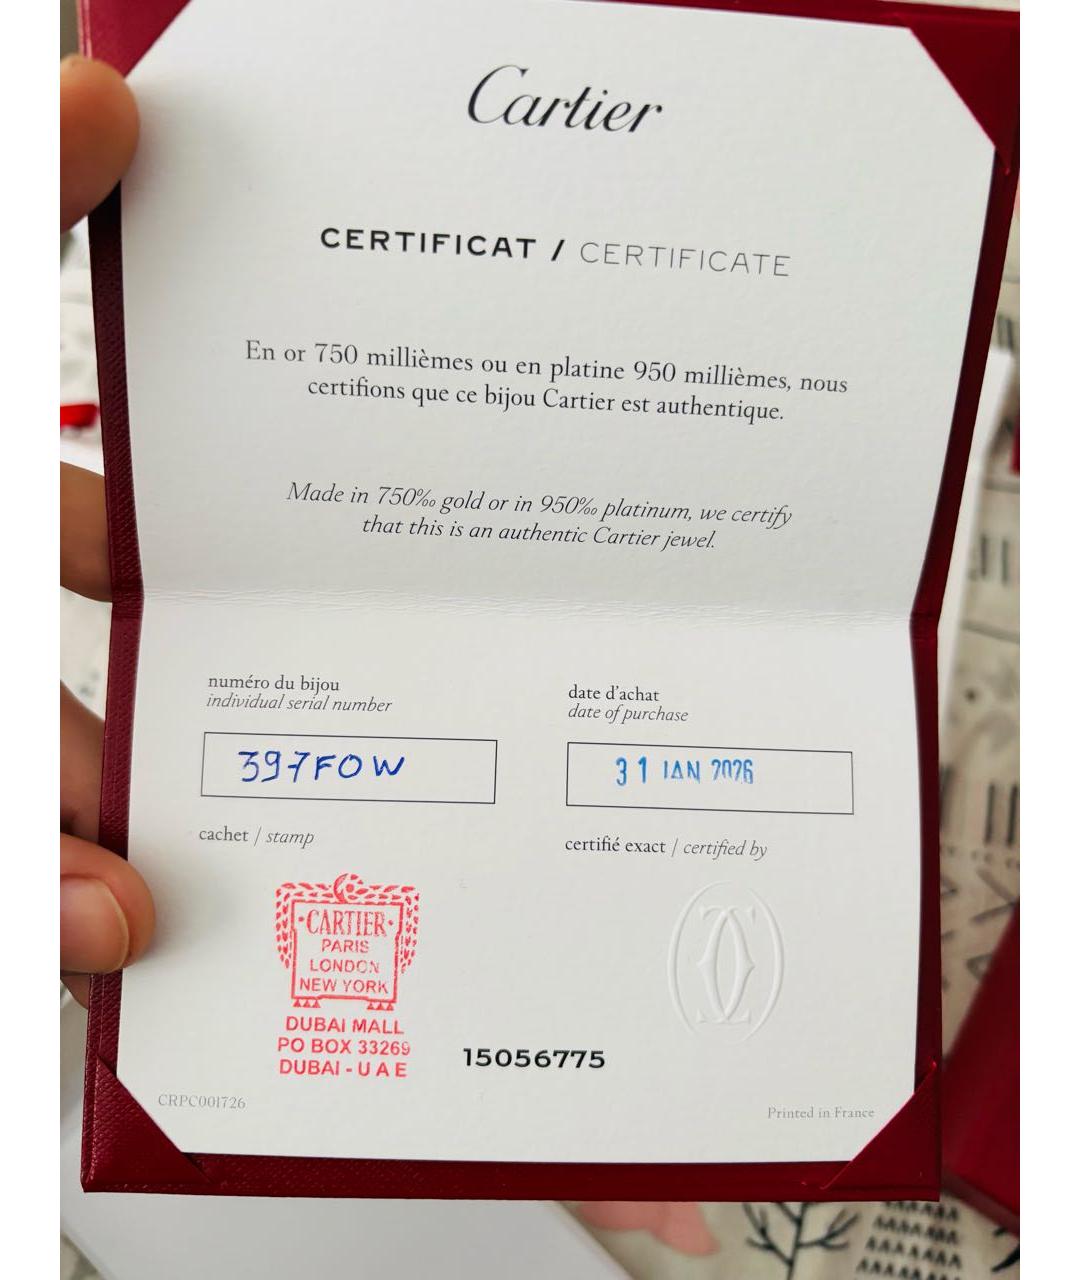 Cartier
CERTIFICAT / CERTIFICATE
En or 750 millièmes ou en platine 950 millièmes, nous
certifions que ce bijou Cartier est authentique.
Made in 750‰ gold or in 950‰ platinum, we certify
that this is an authentic Cartier jewel.
numéro du bijou
individual serial number
date d'achat
date of purchase
397FOW
31 JAN 2026
cachet / stamp
certifié exact / certified by
CARTIER
PARIS
LONDON
NEW YORK
DUBAI MALL
PO BOX 33269
DUBAI - U A E
15056775
CRPC001726
Printed in France